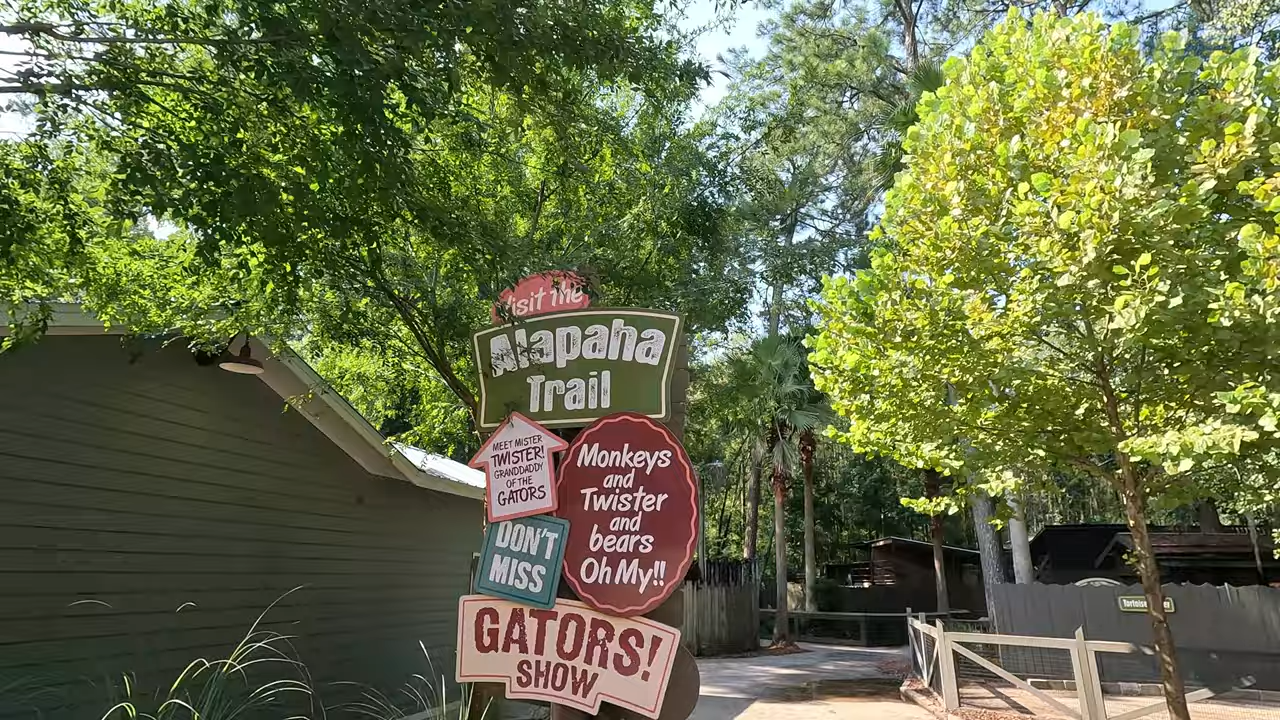 Visit the
Alapaha
Trail
MEET MISTER
TWISTER!
GRANDDADDY
OF THE
GATORS
Monkeys
and
Twister
and
bears
Oh My!!
DON'T
MISS
GATORS!
SHOW
Tortoise